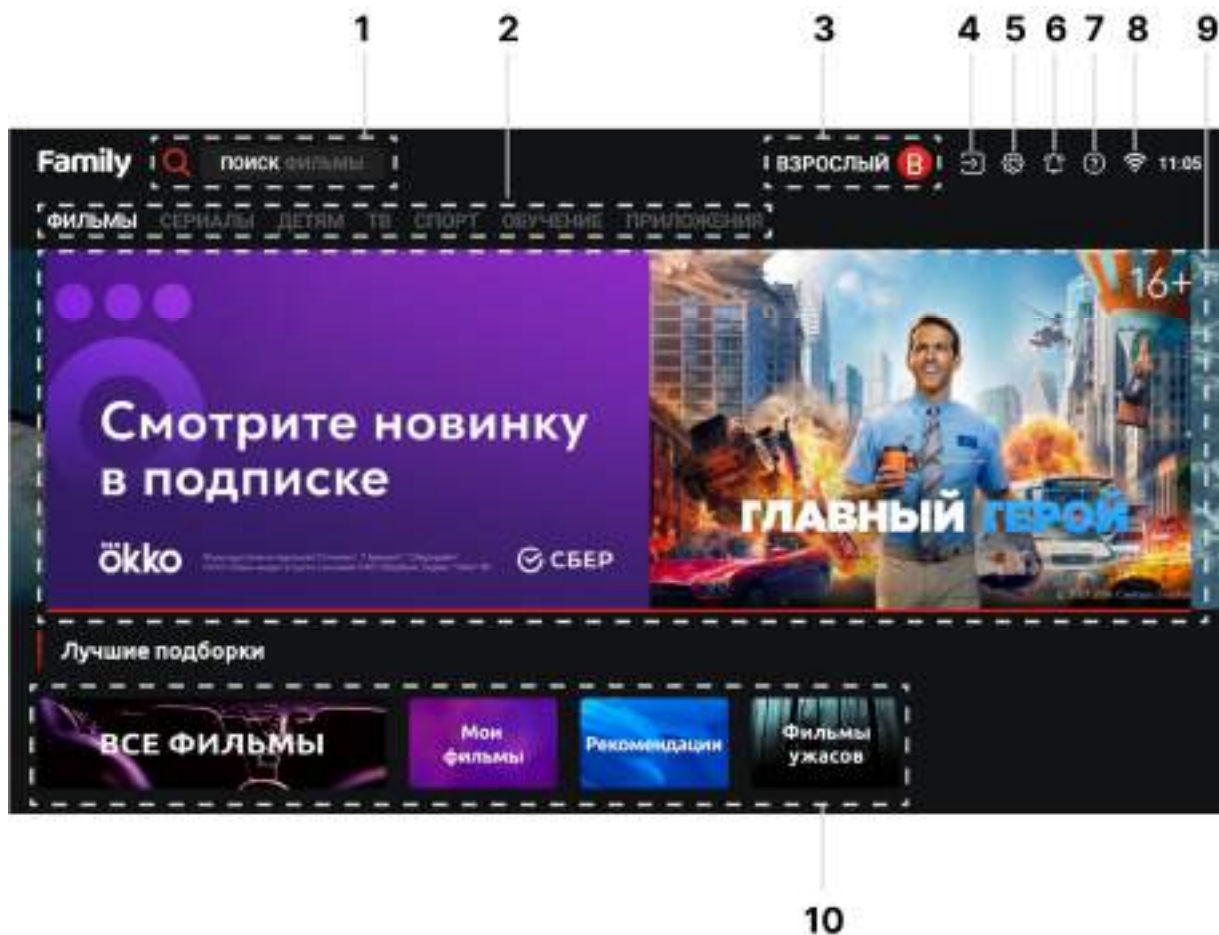 1 2 3 4 5 6 7 8 9
Family ПОИСК ФИЛЬМЫ ВЗРОСЛЫЙ В 11:05
ФИЛЬМЫ СЕРИАЛЫ ДЕТЯМ ТВ СПОРТ ОБУЧЕНИЕ ПРИЛОЖЕНИЯ
16+
Смотрите новинку
в подписке
ГЛАВНЫЙ ГЕРОЙ
ökko СБЕР
Лучшие подборки
ВСЕ ФИЛЬМЫ
Мои
фильмы
Рекомендации
Фильмы
ужасов
10